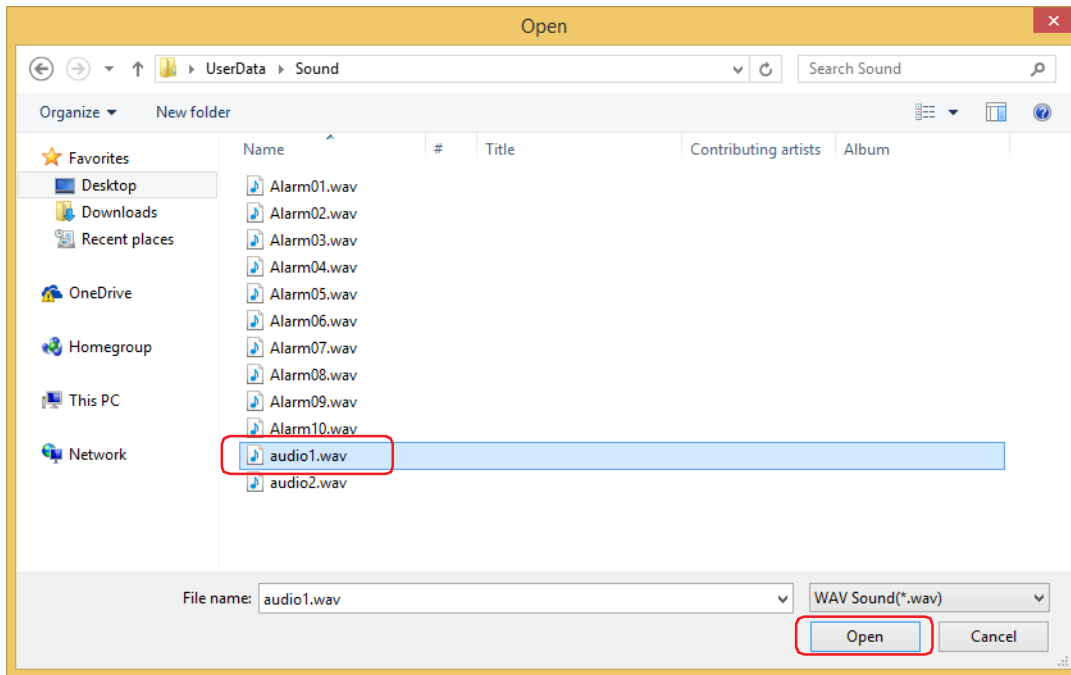 Open
UserData Sound
Search Sound
Organize New folder
Name # Title Contributing artists Album
Favorites
Desktop
Downloads
Recent places
OneDrive
Homegroup
This PC
Network
Alarm01.wav
Alarm02.wav
Alarm03.wav
Alarm04.wav
Alarm05.wav
Alarm06.wav
Alarm07.wav
Alarm08.wav
Alarm09.wav
Alarm10.wav
audio1.wav
audio2.wav
File name: audio1.wav WAV Sound(*.wav)
Open Cancel